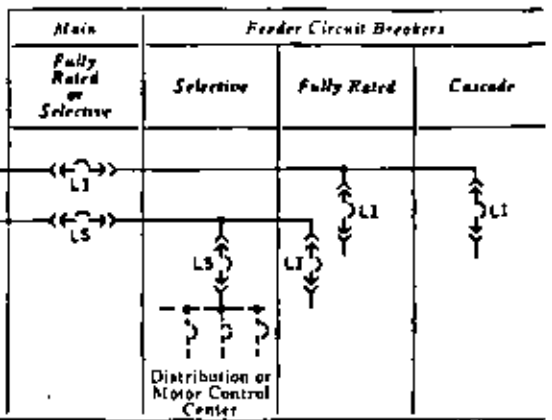 Main
Feeder Circuit Breakers
Fully
Rated
or
Selective
Selective
Fully Rated
Cascade
LI
LI
LI
LS
LS
LI
Distribution or
Motor Control
Center